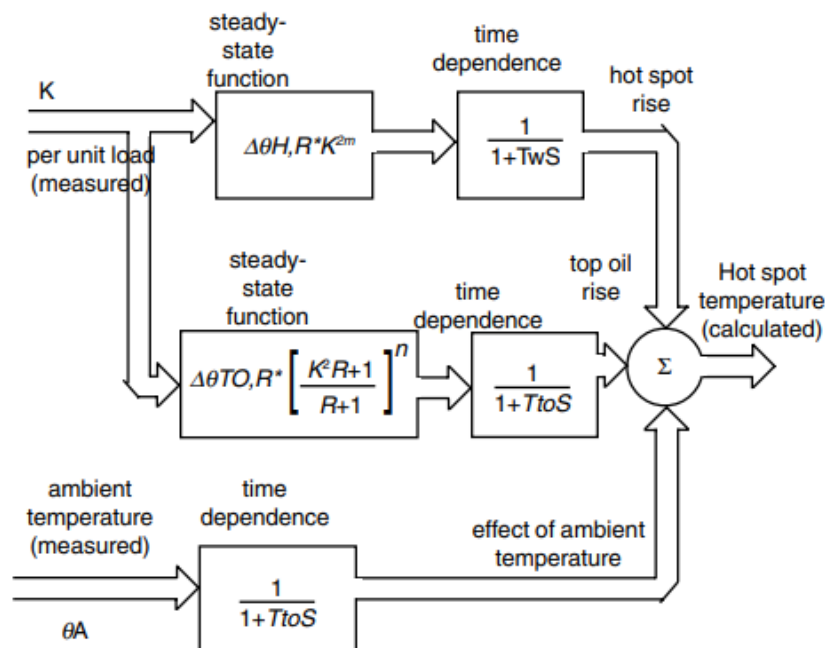 steady-
state
function
time
dependence
hot spot
rise
K
per unit load
(measured)
ΔθH,R*K^2m
1
1+TwS
steady-
state
function
time
dependence
top oil
rise
Hot spot
temperature
(calculated)
ΔθTO,R* [ K²R+1
R+1 ] n
1
1+TtoS
Σ
ambient
temperature
(measured)
time
dependence
effect of ambient
temperature
1
1+TtoS
θA